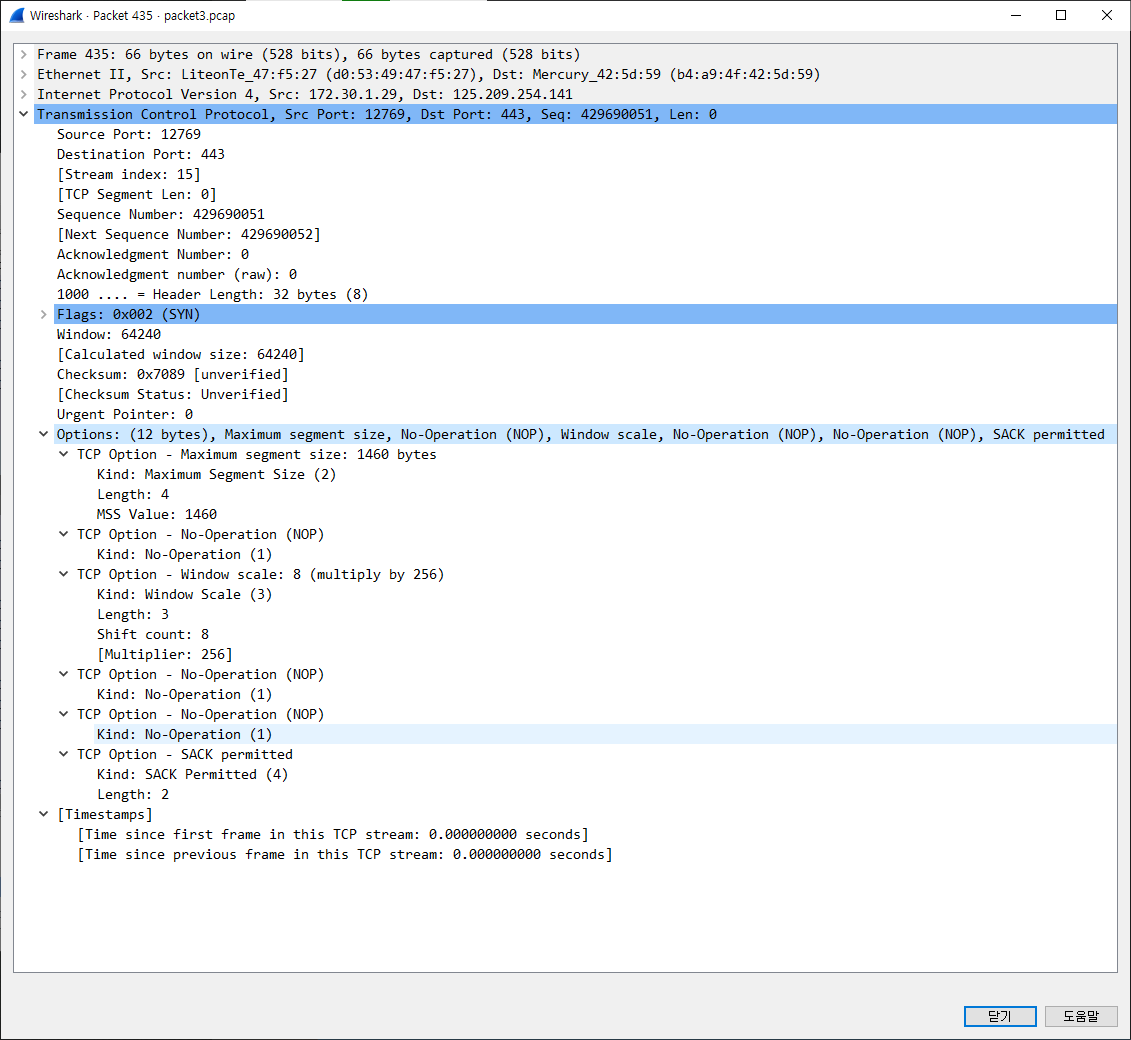 Wireshark · Packet 435 · packet3.pcap
Frame 435: 66 bytes on wire (528 bits), 66 bytes captured (528 bits)
Ethernet II, Src: LiteonTe_47:f5:27 (d0:53:49:47:f5:27), Dst: Mercury_42:5d:59 (b4:a9:4f:42:5d:59)
Internet Protocol Version 4, Src: 172.30.1.29, Dst: 125.209.254.141
Transmission Control Protocol, Src Port: 12769, Dst Port: 443, Seq: 429690051, Len: 0
Source Port: 12769
Destination Port: 443
[Stream index: 15]
[TCP Segment Len: 0]
Sequence Number: 429690051
[Next Sequence Number: 429690052]
Acknowledgment Number: 0
Acknowledgment number (raw): 0
1000 .... = Header Length: 32 bytes (8)
Flags: 0x002 (SYN)
Window: 64240
[Calculated window size: 64240]
Checksum: 0x7089 [unverified]
[Checksum Status: Unverified]
Urgent Pointer: 0
Options: (12 bytes), Maximum segment size, No-Operation (NOP), Window scale, No-Operation (NOP), No-Operation (NOP), SACK permitted
TCP Option - Maximum segment size: 1460 bytes
Kind: Maximum Segment Size (2)
Length: 4
MSS Value: 1460
TCP Option - No-Operation (NOP)
Kind: No-Operation (1)
TCP Option - Window scale: 8 (multiply by 256)
Kind: Window Scale (3)
Length: 3
Shift count: 8
[Multiplier: 256]
TCP Option - No-Operation (NOP)
Kind: No-Operation (1)
TCP Option - No-Operation (NOP)
Kind: No-Operation (1)
TCP Option - SACK permitted
Kind: SACK Permitted (4)
Length: 2
[Timestamps]
[Time since first frame in this TCP stream: 0.000000000 seconds]
[Time since previous frame in this TCP stream: 0.000000000 seconds]
닫기 도움말